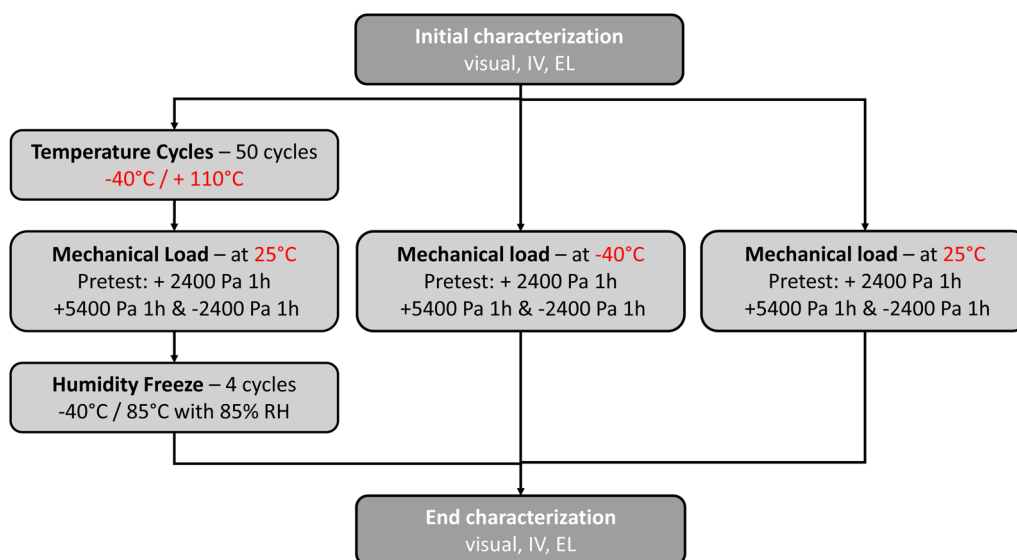 Initial characterization
visual, IV, EL
Temperature Cycles – 50 cycles
-40°C / + 110°C
Mechanical Load – at 25°C
Pretest: + 2400 Pa 1h
+5400 Pa 1h & -2400 Pa 1h
Mechanical load – at -40°C
Pretest: + 2400 Pa 1h
+5400 Pa 1h & -2400 Pa 1h
Mechanical load – at 25°C
Pretest: + 2400 Pa 1h
+5400 Pa 1h & -2400 Pa 1h
Humidity Freeze – 4 cycles
-40°C / 85°C with 85% RH
End characterization
visual, IV, EL